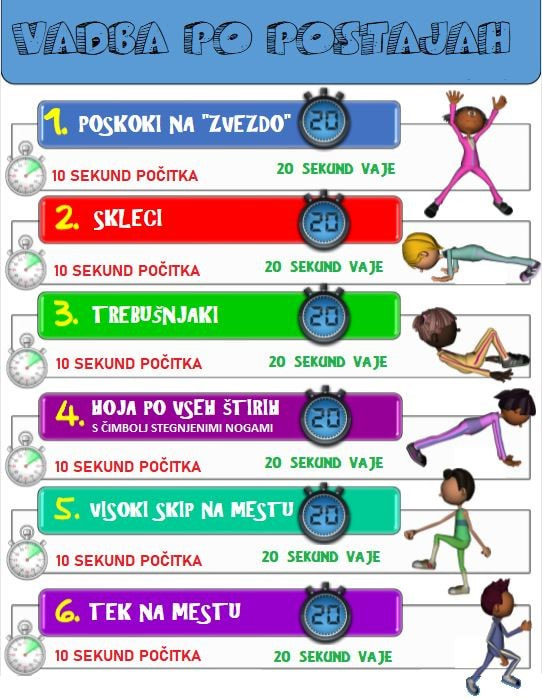 VADBA PO POSTAJAH
1. POSKOKI NA "ZVEZDO"
20
10 SEKUND POČITKA
20 SEKUND VAJE
2. SKLECI
20
10 SEKUND POČITKA
20 SEKUND VAJE
3. TREBUŠNJAKI
20
10 SEKUND POČITKA
20 SEKUND VAJE
4. HOJA PO VSEH ŠTIRIH
S ČIMBOLJ STEGNJENIMI NOGAMI
20
10 SEKUND POČITKA
20 SEKUND VAJE
5. VISOKI SKIP NA MESTU
20
10 SEKUND POČITKA
20 SEKUND VAJE
6. TEK NA MESTU
20
10 SEKUND POČITKA
20 SEKUND VAJE